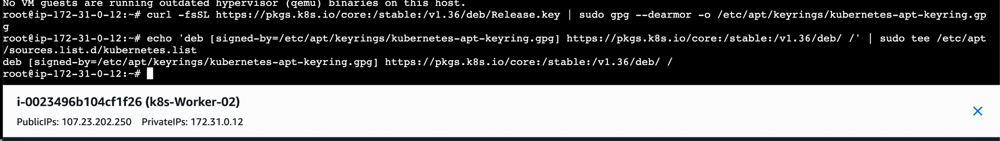 No VM guests are running outdated hypervisor (qemu) binaries on this host.
root@ip-172-31-0-12:~# curl -fsSL https://pkgs.k8s.io/core:/stable:/v1.36/deb/Release.key | sudo gpg --dearmor -o /etc/apt/keyrings/kubernetes-apt-keyring.gp
g
root@ip-172-31-0-12:~# echo 'deb [signed-by=/etc/apt/keyrings/kubernetes-apt-keyring.gpg] https://pkgs.k8s.io/core:/stable:/v1.36/deb/ /' | sudo tee /etc/apt
/sources.list.d/kubernetes.list
deb [signed-by=/etc/apt/keyrings/kubernetes-apt-keyring.gpg] https://pkgs.k8s.io/core:/stable:/v1.36/deb/ /
root@ip-172-31-0-12:~#
i-0023496b104cf1f26 (k8s-Worker-02)
PublicIPs: 107.23.202.250 PrivateIPs: 172.31.0.12